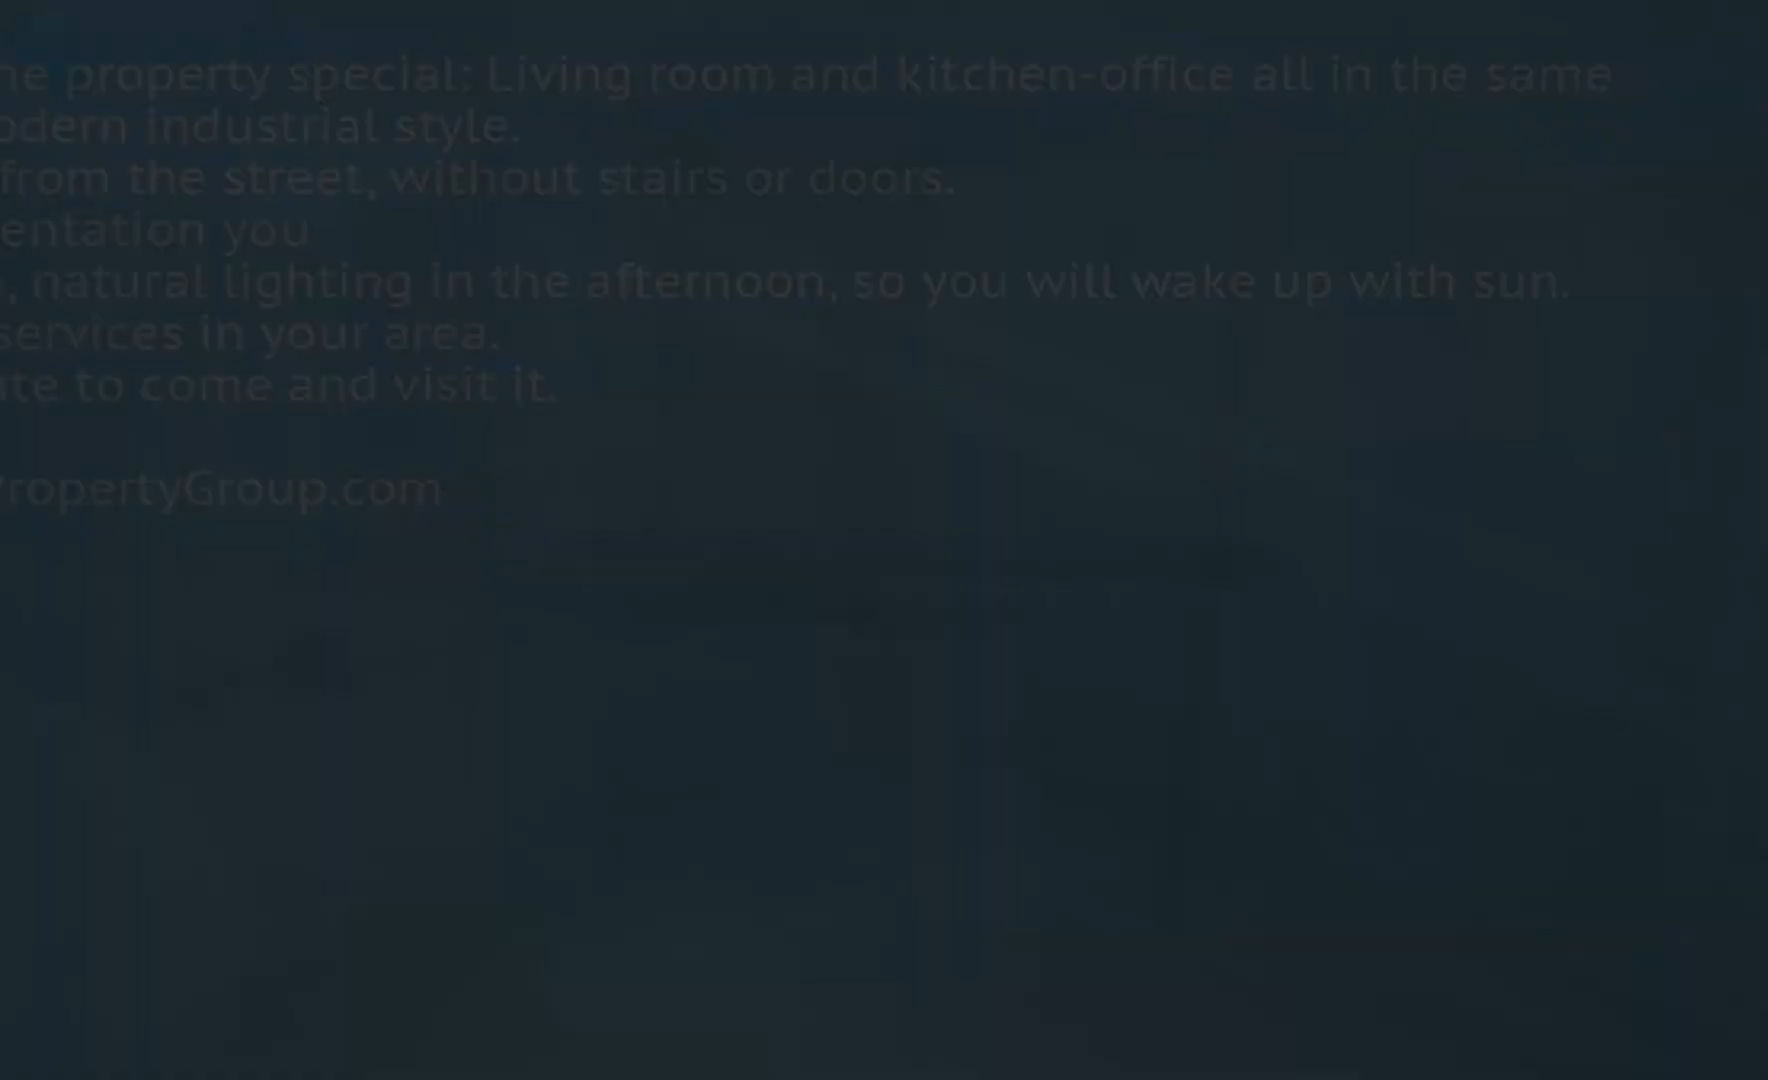 he property special: Living room and kitchen-office all in the same
odern industrial style.
from the street, without stairs or doors.
entation you
, natural lighting in the afternoon, so you will wake up with sun.
services in your area.
ate to come and visit it.
PropertyGroup.com